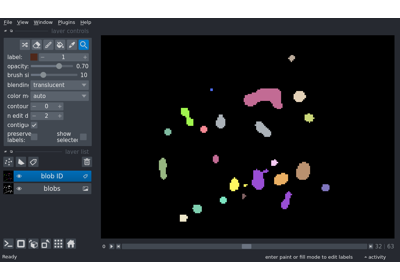 File View Window Plugins Help
layer controls
label: 1
opacity: 0.70
brush si 10
blending translucent
color m auto
contour 0
n edit d 2
contigu
preserve labels: show selected
layer list
blob ID
blobs
32 63
Ready enter paint or fill mode to edit labels activity